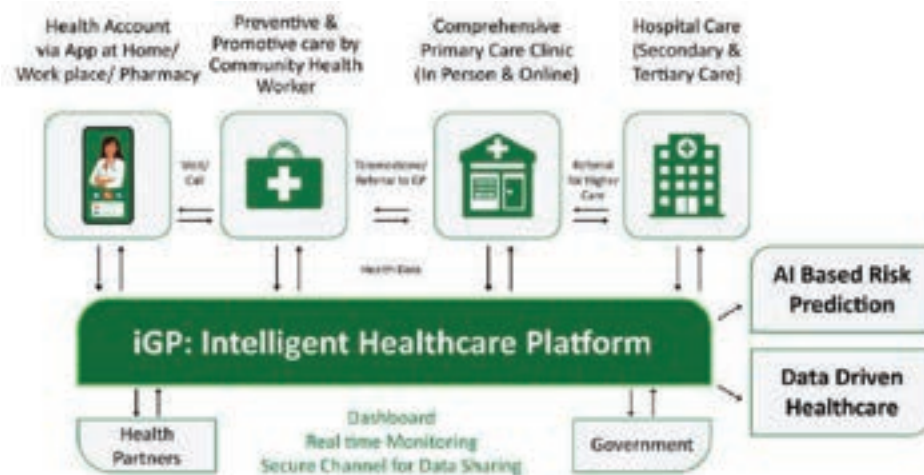 Health Account
via App at Home/
Work place/ Pharmacy
Preventive &
Promotive care by
Community Health
Worker
Comprehensive
Primary Care Clinic
(In Person & Online)
Hospital Care
(Secondary &
Tertiary Care)
Visit/
Call
Telemedicine/
Referral to GP
Referral
for Higher
Care
Health Data
iGP: Intelligent Healthcare Platform
AI Based Risk
Prediction
Data Driven
Healthcare
Health
Partners
Dashboard
Real time Monitoring
Secure Channel for Data Sharing
Government